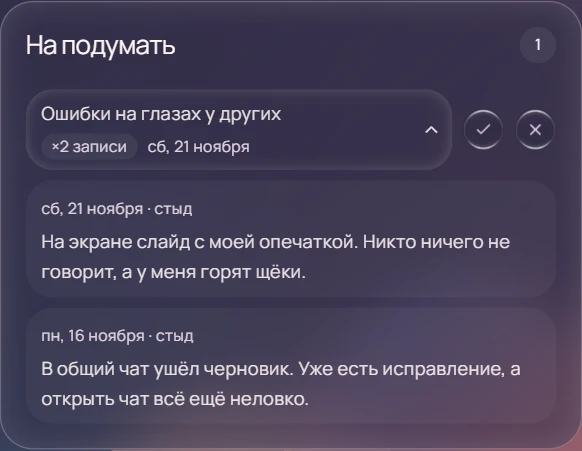 На подумать
1
Ошибки на глазах у других
×2 записи сб, 21 ноября
сб, 21 ноября · стыд
На экране слайд с моей опечаткой. Никто ничего не
говорит, а у меня горят щёки.
пн, 16 ноября · стыд
В общий чат ушёл черновик. Уже есть исправление, а
открыть чат всё ещё неловко.